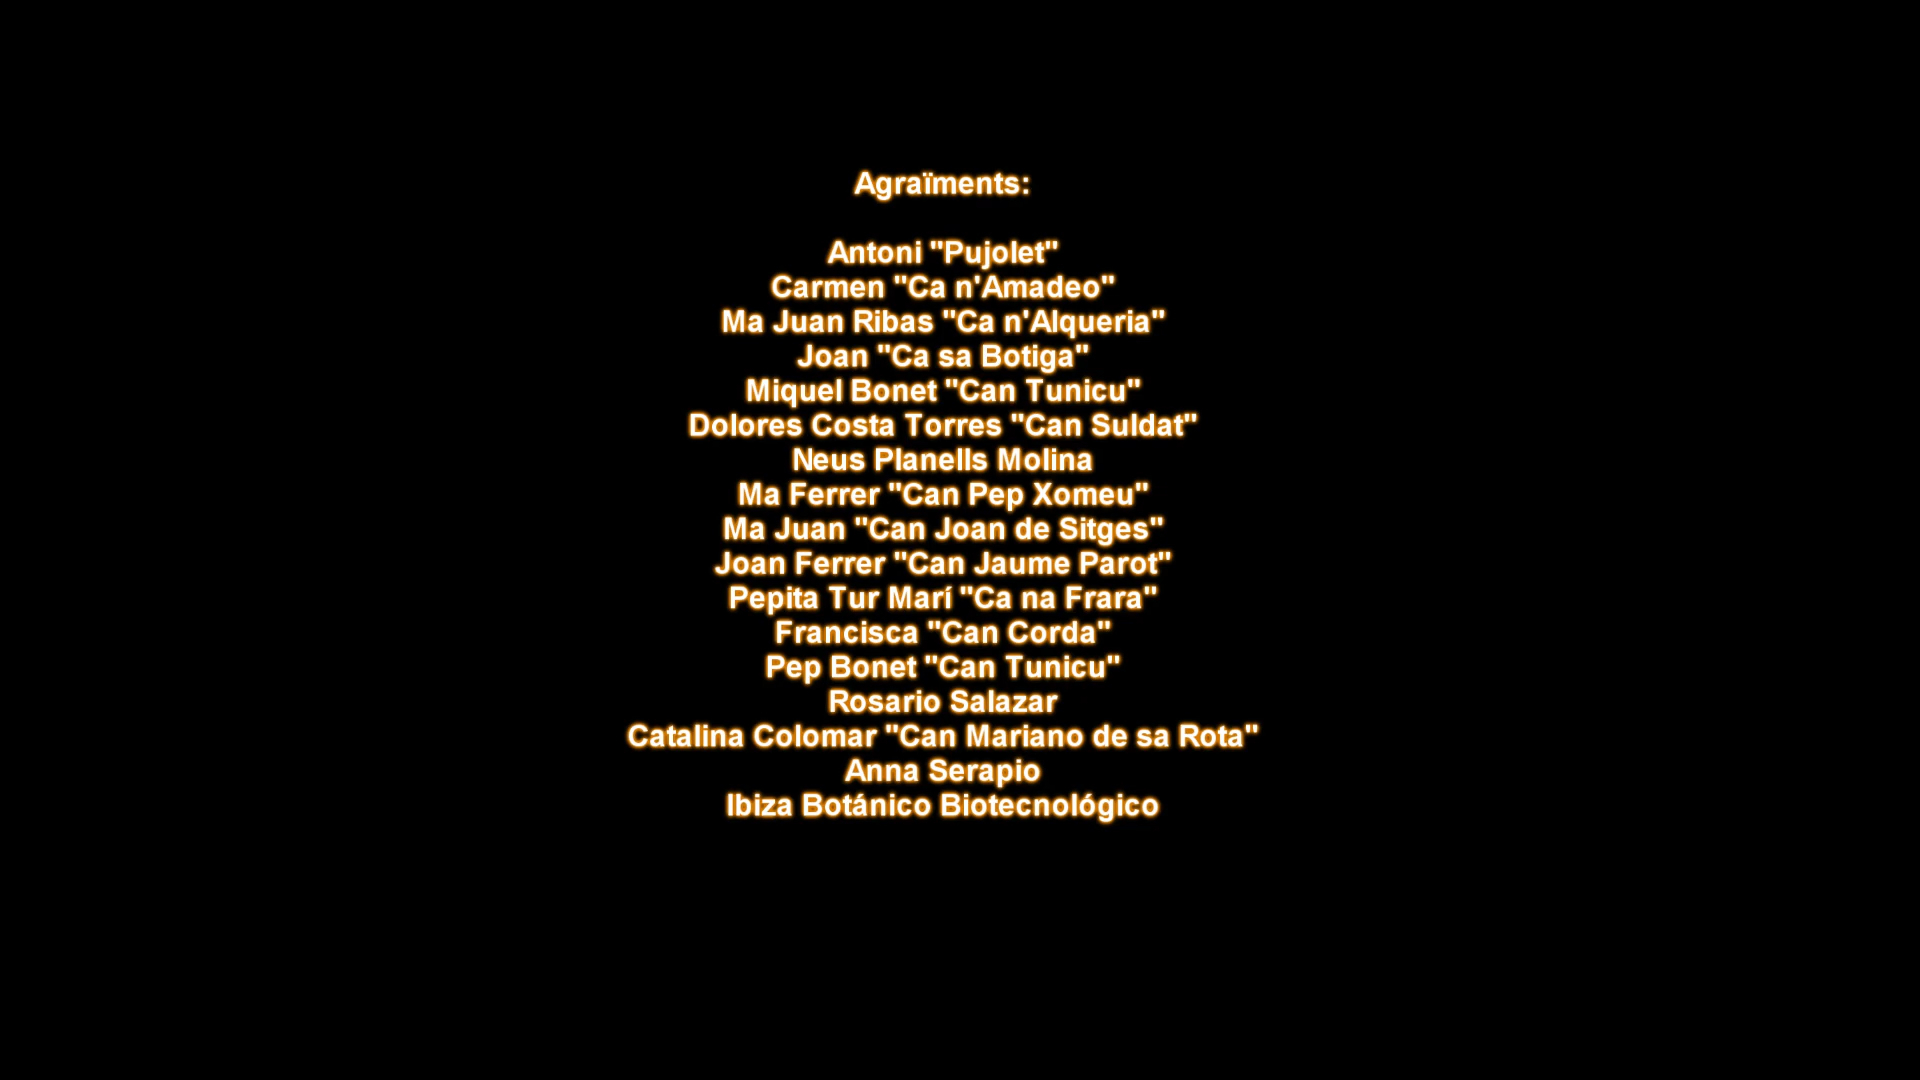 Agraïments:
Antoni "Pujolet"
Carmen "Ca n'Amadeo"
Ma Juan Ribas "Ca n'Alqueria"
Joan "Ca sa Botiga"
Miquel Bonet "Can Tunicu"
Dolores Costa Torres "Can Suldat"
Neus Planells Molina
Ma Ferrer "Can Pep Xomeu"
Ma Juan "Can Joan de Sitges"
Joan Ferrer "Can Jaume Parot"
Pepita Tur Marí "Ca na Frara"
Francisca "Can Corda"
Pep Bonet "Can Tunicu"
Rosario Salazar
Catalina Colomar "Can Mariano de sa Rota"
Anna Serapio
Ibiza Botánico Biotecnológico